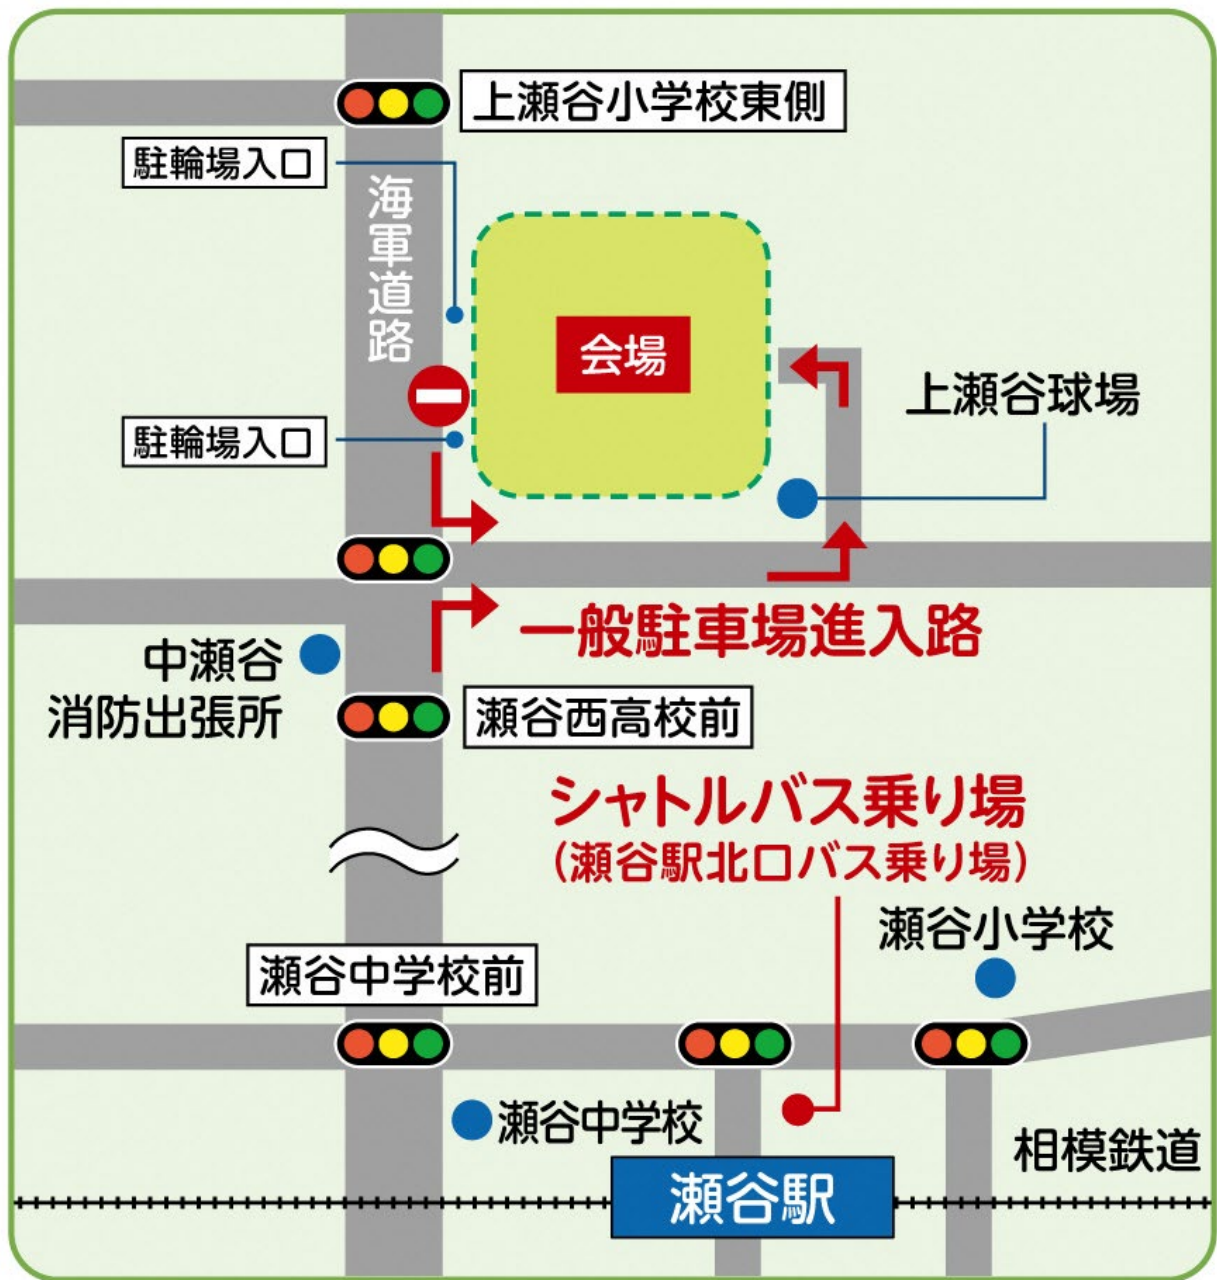 上瀬谷小学校東側
駐輪場入口
海軍道路
会場
上瀬谷球場
駐輪場入口
一般駐車場進入路
中瀬谷
消防出張所
瀬谷西高校前
シャトルバス乗り場
（瀬谷駅北口バス乗り場）
瀬谷小学校
瀬谷中学校前
瀬谷中学校
相模鉄道
瀬谷駅